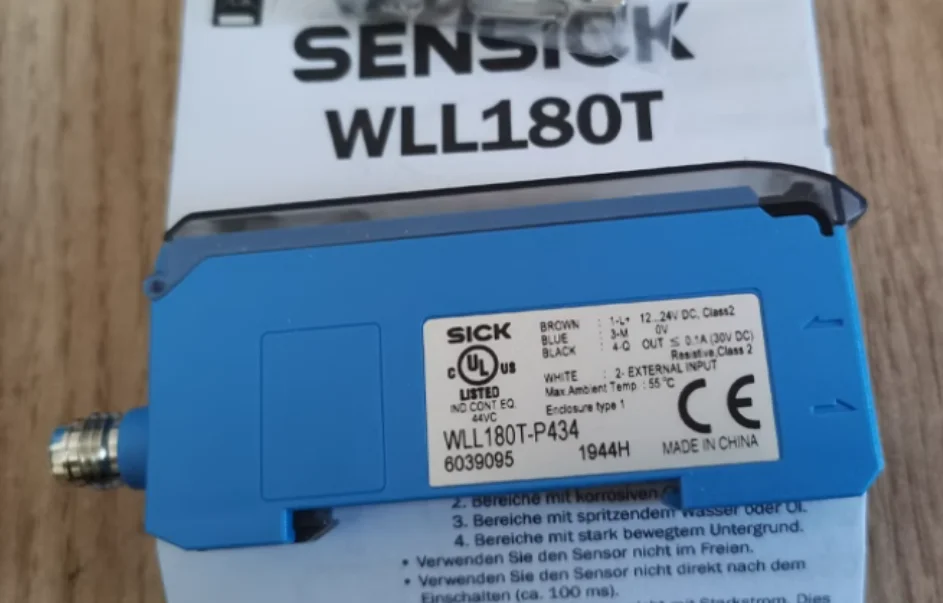 SENSICK
WLL180T
SICK
C UL US
LISTED
IND.CONT.EQ.
44VC
BROWN : 1-L+ 12...24V DC, Class2
BLUE : 3-M 0V
BLACK : 4-Q OUT ≤ 0.1A (30V DC)
Resistive,Class 2
WHITE : 2- EXTERNAL INPUT
Max.Ambient Temp. : 55 °C
Enclosure type 1
CE
WLL180T-P434
6039095 1944H MADE IN CHINA
2. Bereiche mit korrosiven
3. Bereiche mit spritzendem Wasser oder Öl.
4. Bereiche mit stark bewegtem Untergrund.
• Verwenden Sie den Sensor nicht im Freien.
• Verwenden Sie den Sensor nicht direkt nach dem
Einschalten (ca. 100 ms).
nicht mit Starkstrom. Dies